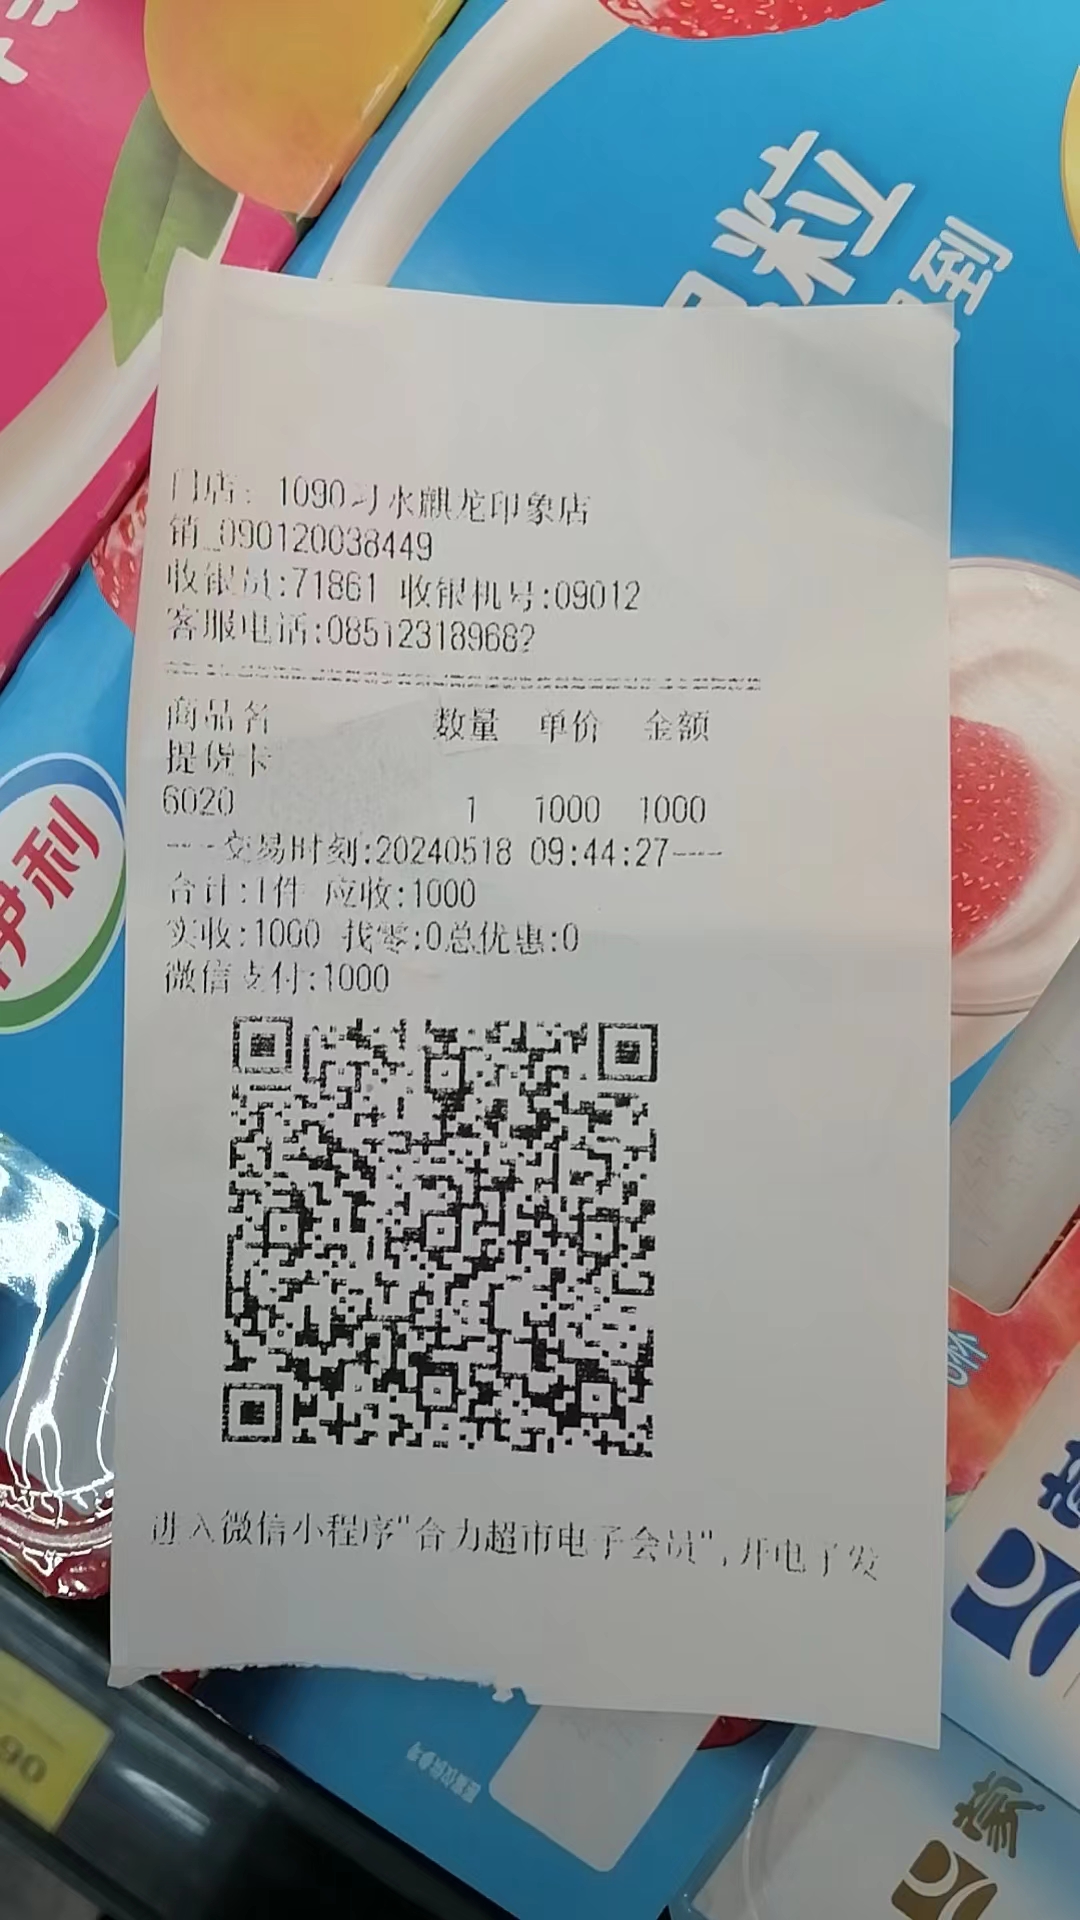 粒
到
门店: 1090习水麒龙印象店
销_090120038449
收银员:71861 收银机号:09012
客服电话:085123189682
商品名 数量 单价 金额
提货卡
6020 1 1000 1000
----交易时刻:20240518 09:44:27----
合计:1件 应收:1000
实收:1000 找零:0总优惠:0
微信支付:1000
进入微信小程序"合力超市电子会员",开电子发
伊利
蒙
90